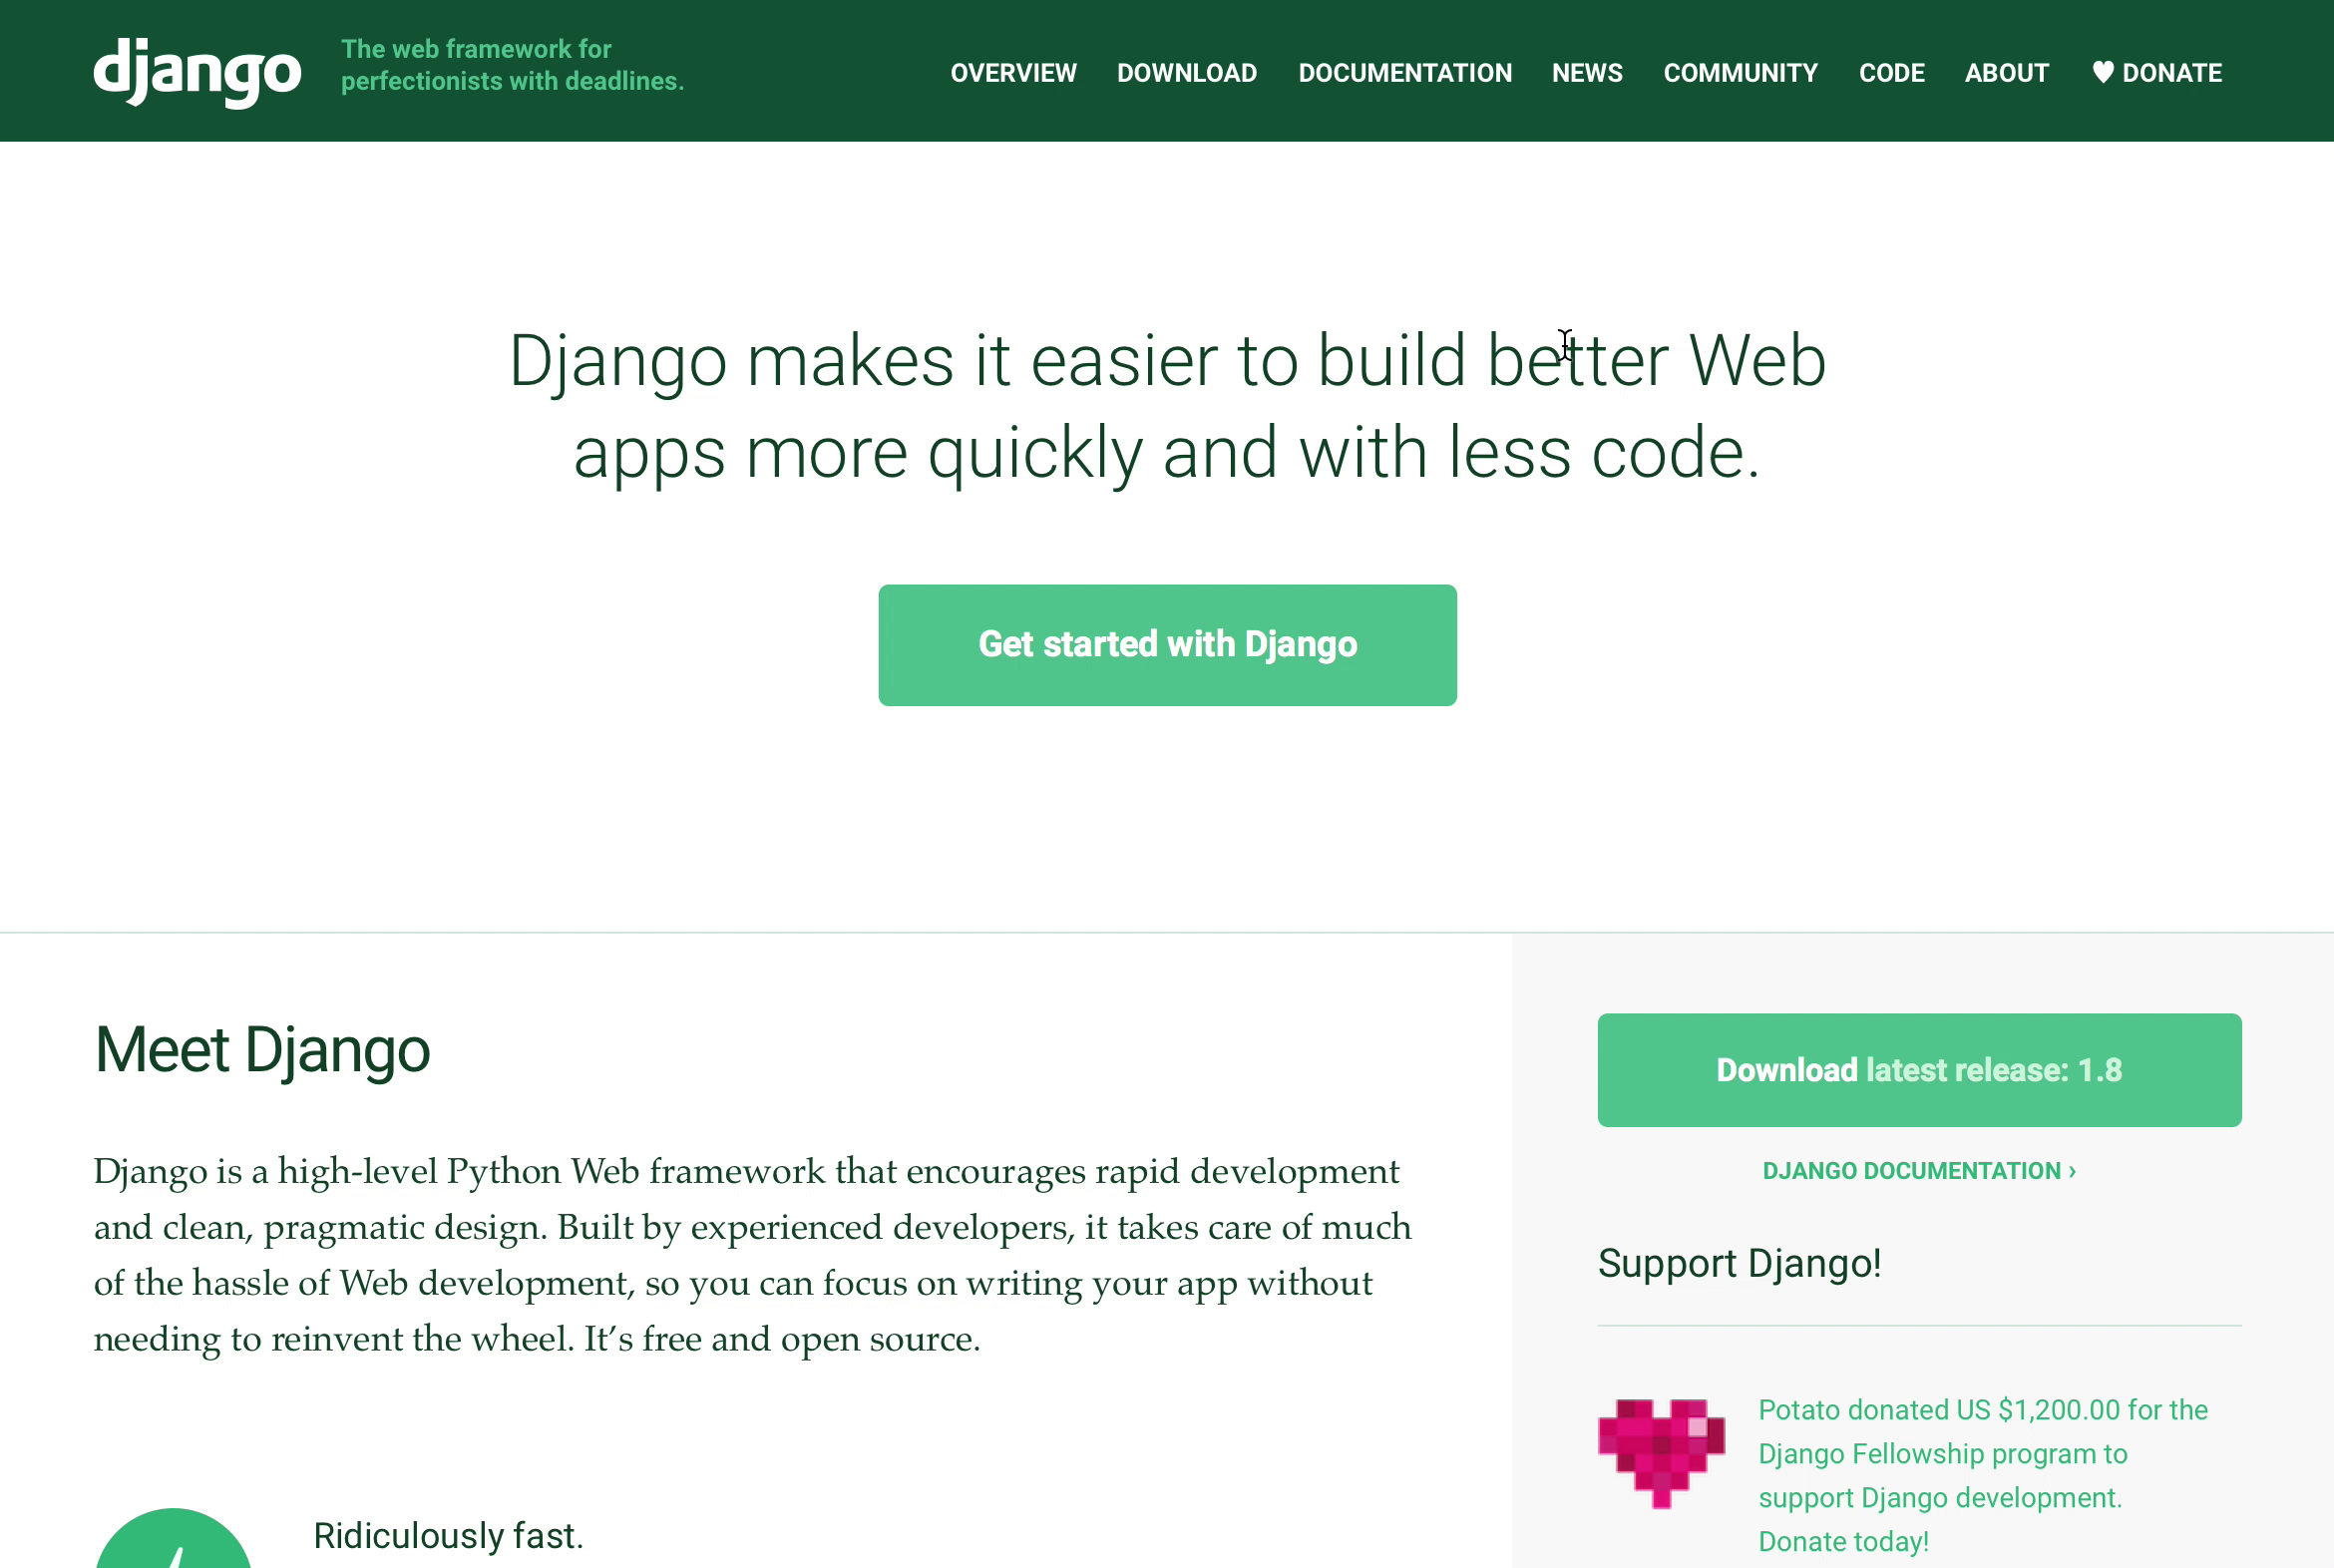 django
The web framework for
perfectionists with deadlines.
OVERVIEW DOWNLOAD DOCUMENTATION NEWS COMMUNITY CODE ABOUT ♥ DONATE
Django makes it easier to build better Web
apps more quickly and with less code.
Get started with Django
Meet Django
Django is a high-level Python Web framework that encourages rapid development
and clean, pragmatic design. Built by experienced developers, it takes care of much
of the hassle of Web development, so you can focus on writing your app without
needing to reinvent the wheel. It’s free and open source.
Ridiculously fast.
Download latest release: 1.8
DJANGO DOCUMENTATION ›
Support Django!
Potato donated US $1,200.00 for the
Django Fellowship program to
support Django development.
Donate today!